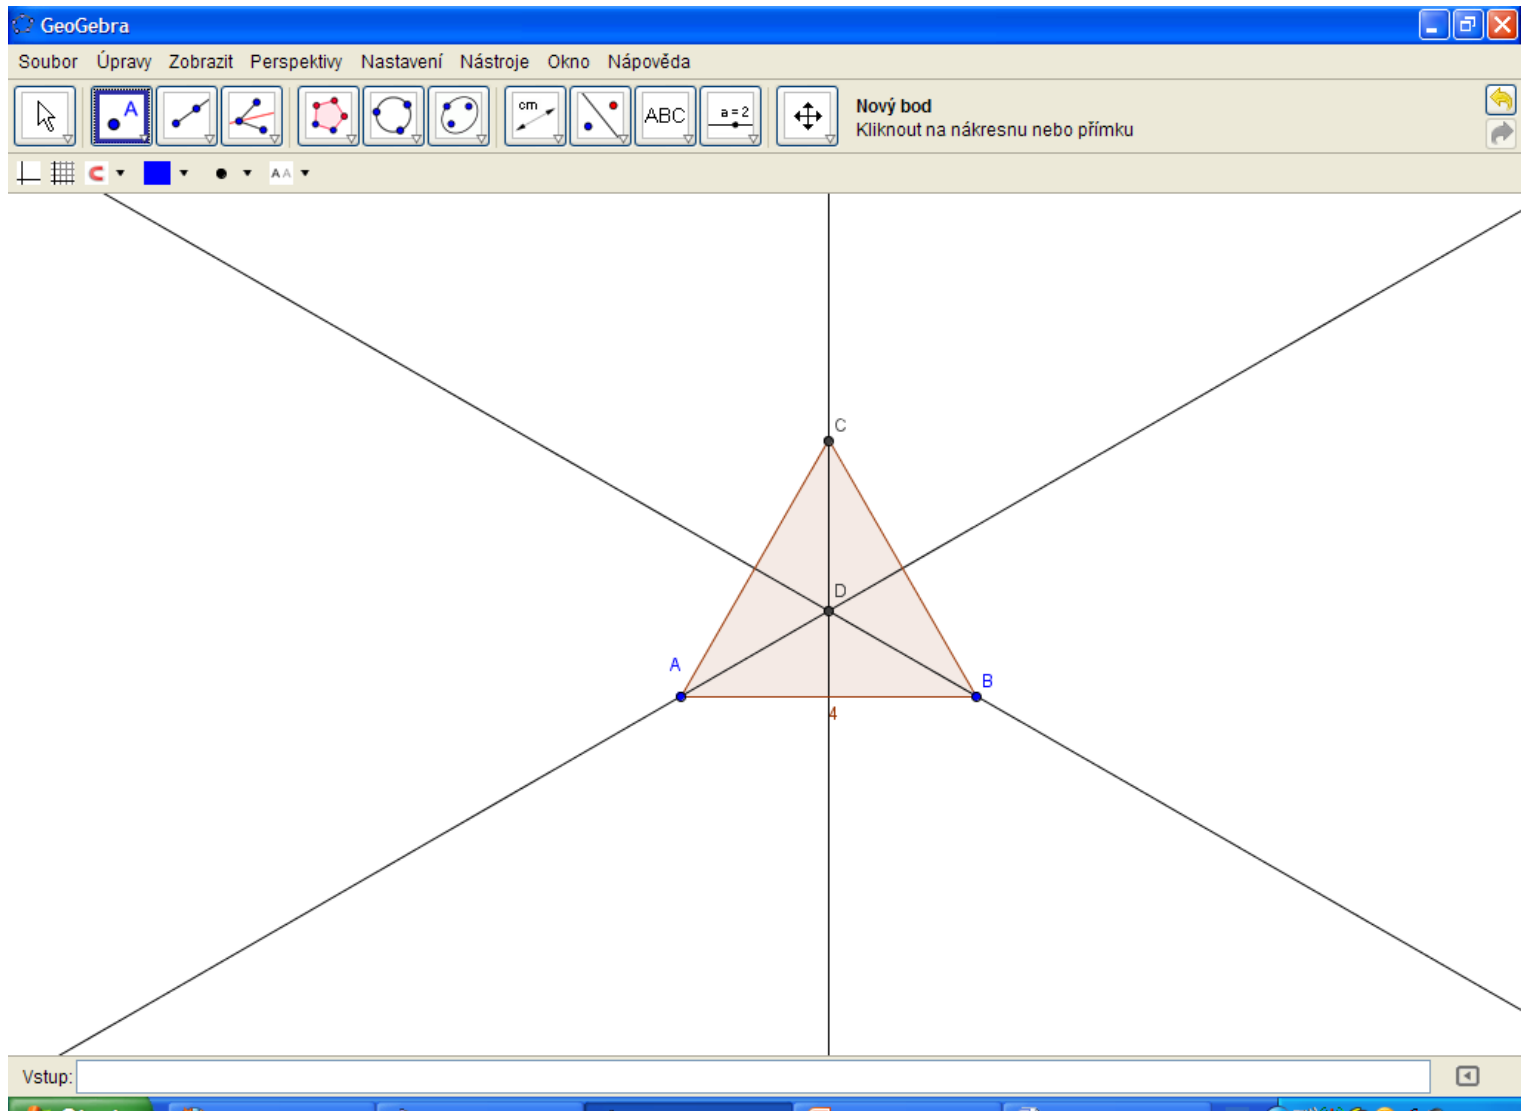 GeoGebra
Soubor Úpravy Zobrazit Perspektivy Nastavení Nástroje Okno Nápověda
A cm ABC a=2 Nový bod
Kliknout na nákresnu nebo přímku
AA
C
D
A
B
4
Vstup: